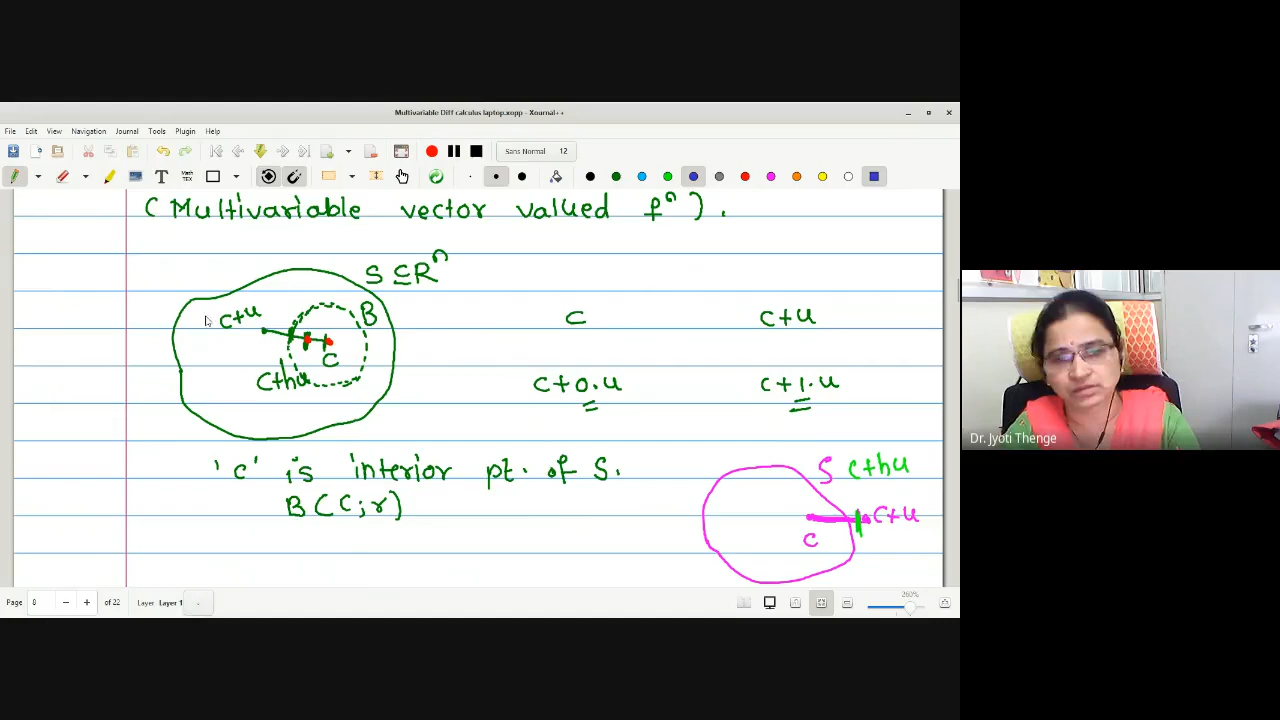 Multivariable Diff calculus laptop.xopp - Xournal++
File Edit View Navigation Journal Tools Plugin Help
Sans Normal 12
( Multivariable vector valued fⁿ ) .
S ⊆ Rⁿ
c+u B c c+u
c
c+hu c+0.u c+1.u
'c' is interior pt. of S.
S c+hu
B(c;r)
c+u
c
Dr. Jyoti Thenge
Page 8 of 22 Layer Layer 1
260%